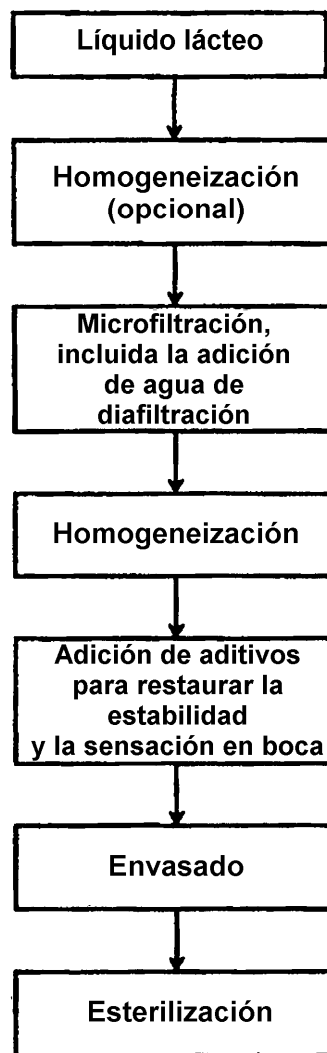 Líquido lácteo
Homogeneización
(opcional)
Microfiltración,
incluida la adición
de agua de
diafiltración
Homogeneización
Adición de aditivos
para restaurar la
estabilidad
y la sensación en boca
Envasado
Esterilización